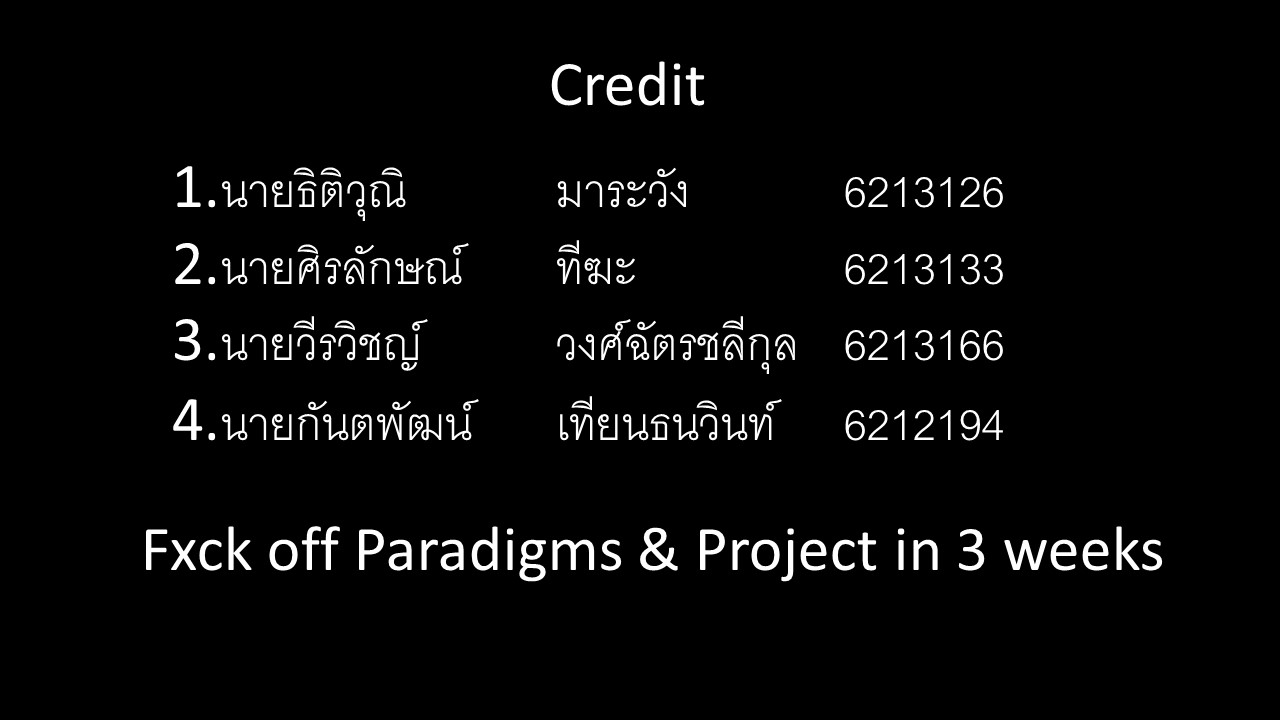 Credit
1.นายธิติวุณิ มาระวัง 6213126
2.นายศิรลักษณ์ ทีฆะ 6213133
3.นายวีรวิชญ์ วงศ์ฉัตรชลีกุล 6213166
4.นายกันตพัฒน์ เทียนธนวินท์ 6212194
Fxck off Paradigms & Project in 3 weeks